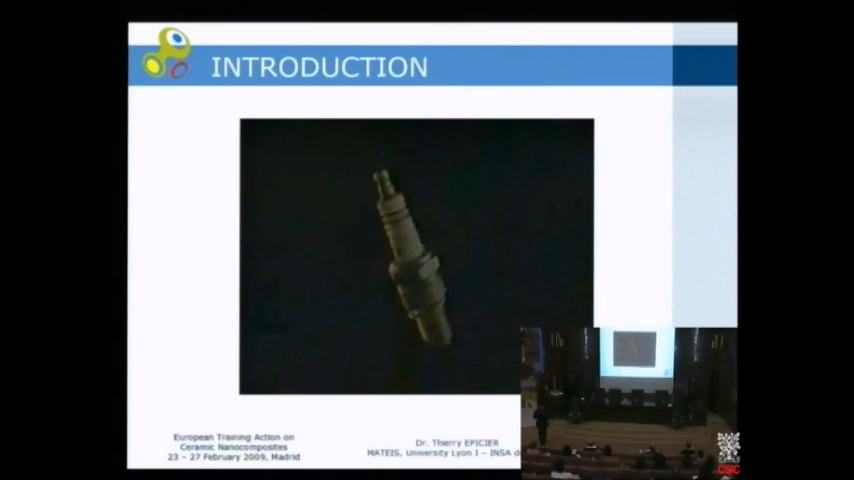 INTRODUCTION
European Training Action on
Ceramic Nanocomposites
23 – 27 February 2009, Madrid
Dr. Thierry EPICIER
MATEIS, University Lyon I – INSA
CSIC